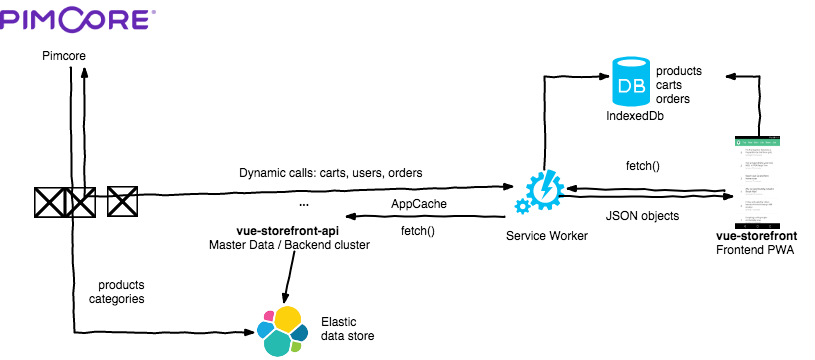 PIMCORE®
Pimcore
DB
products
carts
orders
IndexedDb
fetch()
Dynamic calls: carts, users, orders
...
AppCache
JSON objects
fetch()
vue-storefront-api
Master Data / Backend cluster
Service Worker
vue-storefront
Frontend PWA
products
categories
Elastic
data store